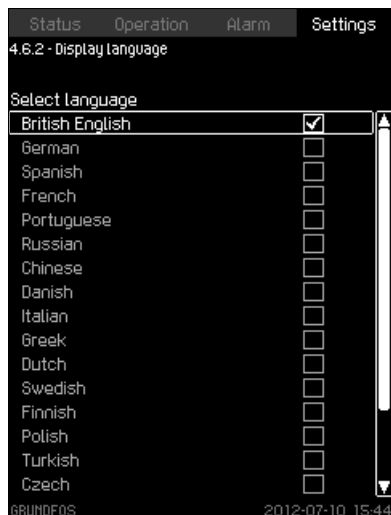 Status Operation Alarm Settings
4.6.2 - Display language
Select language
British English
German
Spanish
French
Portuguese
Russian
Chinese
Danish
Italian
Greek
Dutch
Swedish
Finnish
Polish
Turkish
Czech
GRUNDFOS 2012-07-10 15:44